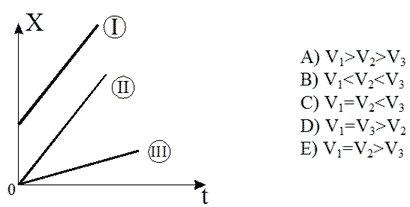 X
I
II
III
0
t
A) V₁>V₂>V₃
B) V₁<V₂<V₃
C) V₁=V₂<V₃
D) V₁=V₃>V₂
E) V₁=V₂>V₃